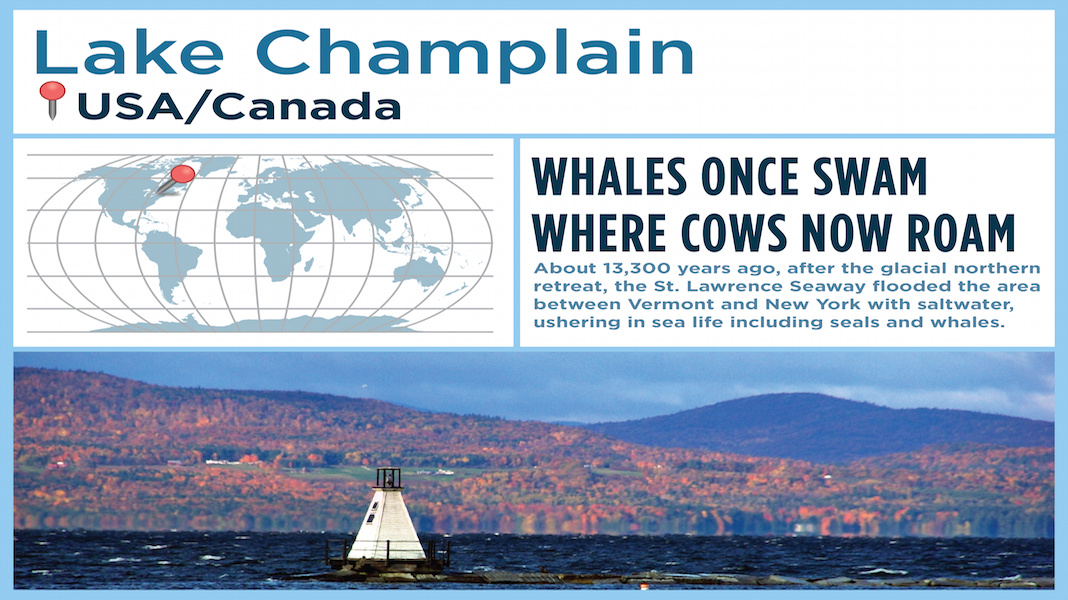 Lake Champlain
USA/Canada
WHALES ONCE SWAM
WHERE COWS NOW ROAM
About 13,300 years ago, after the glacial northern
retreat, the St. Lawrence Seaway flooded the area
between Vermont and New York with saltwater,
ushering in sea life including seals and whales.